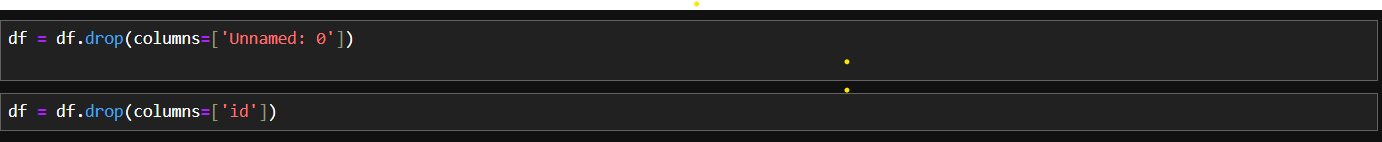 df = df.drop(columns=['Unnamed: 0'])
df = df.drop(columns=['id'])